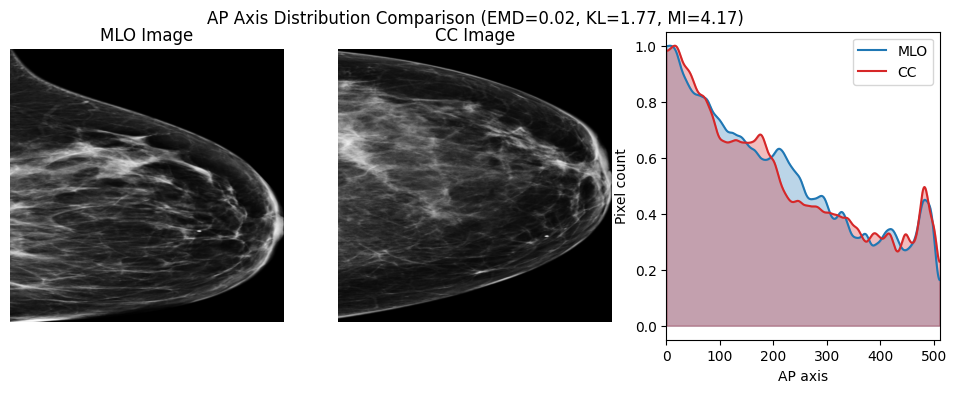 AP Axis Distribution Comparison (EMD=0.02, KL=1.77, MI=4.17)
MLO Image
CC Image
MLO
CC
Pixel count
1.0
0.8
0.6
0.4
0.2
0.0
0 100 200 300 400 500
AP axis